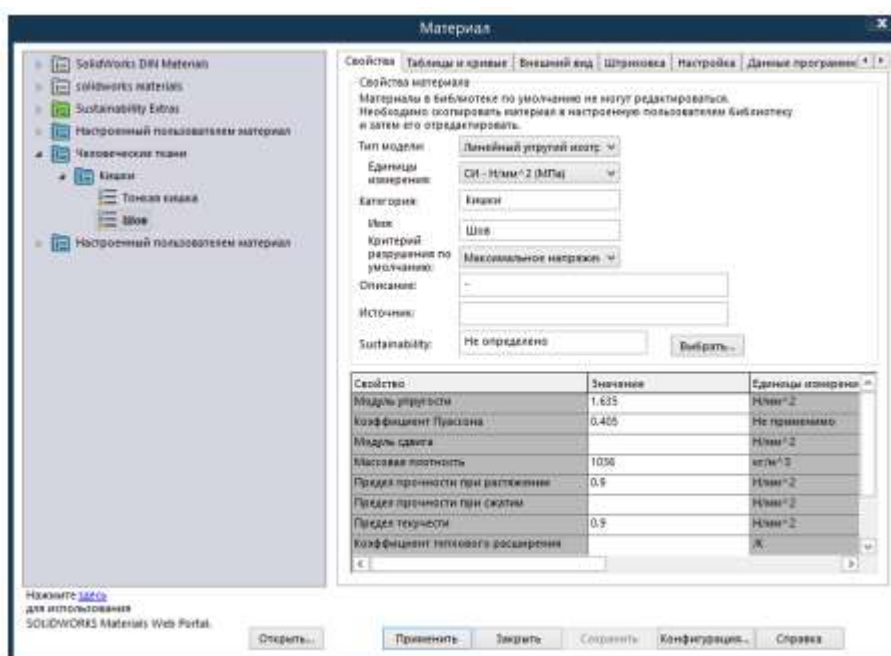 Материал
SolidWorks DIN Materials
solidworks materials
Sustainability Extras
Настроенный пользователем материал
Человеческие ткани
Кишки
Тонкая кишка
Шов
Настроенный пользователем материал
Свойства Таблицы и кривые Внешний вид Штриховка Настройка Данные программ
Свойства материала
Материалы в библиотеке по умолчанию не могут редактироваться.
Необходимо скопировать материал в настроенную пользователем библиотеку
и затем его отредактировать.
Тип модели: Линейный упругий изотр
Единицы измерения: СИ - Н/мм^2 (МПа)
Категория: Кишки
Имя: Шов
Критерий разрушения по умолчанию: Максимальное напряжен
Описание: -
Источник:
Sustainability: Не определено Выбрать...
Свойство Значение Единицы измерени
Модуль упругости 1.635 Н/мм^2
Коэффициент Пуассона 0.405 Не применимо
Модуль сдвига Н/мм^2
Массовая плотность 1036 кг/м^3
Предел прочности при растяжении 0.9 Н/мм^2
Предел прочности при сжатии Н/мм^2
Предел текучести 0.9 Н/мм^2
Коэффициент теплового расширения /K
Нажмите здесь
для использования
SOLIDWORKS Materials Web Portal.
Открыть... Применить Закрыть Сохранить Конфигурация... Справка